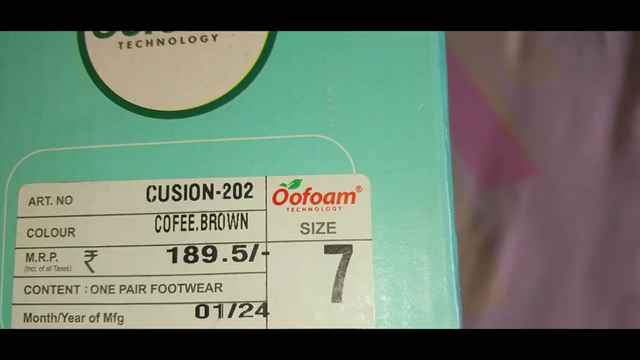 TECHNOLOGY
ART. NO CUSION-202
Oofoam®
TECHNOLOGY
COLOUR COFEE.BROWN
SIZE
M.R.P. ₹ 189.5/-
(Incl. of all Taxes)
7
CONTENT : ONE PAIR FOOTWEAR
Month/Year of Mfg 01/24